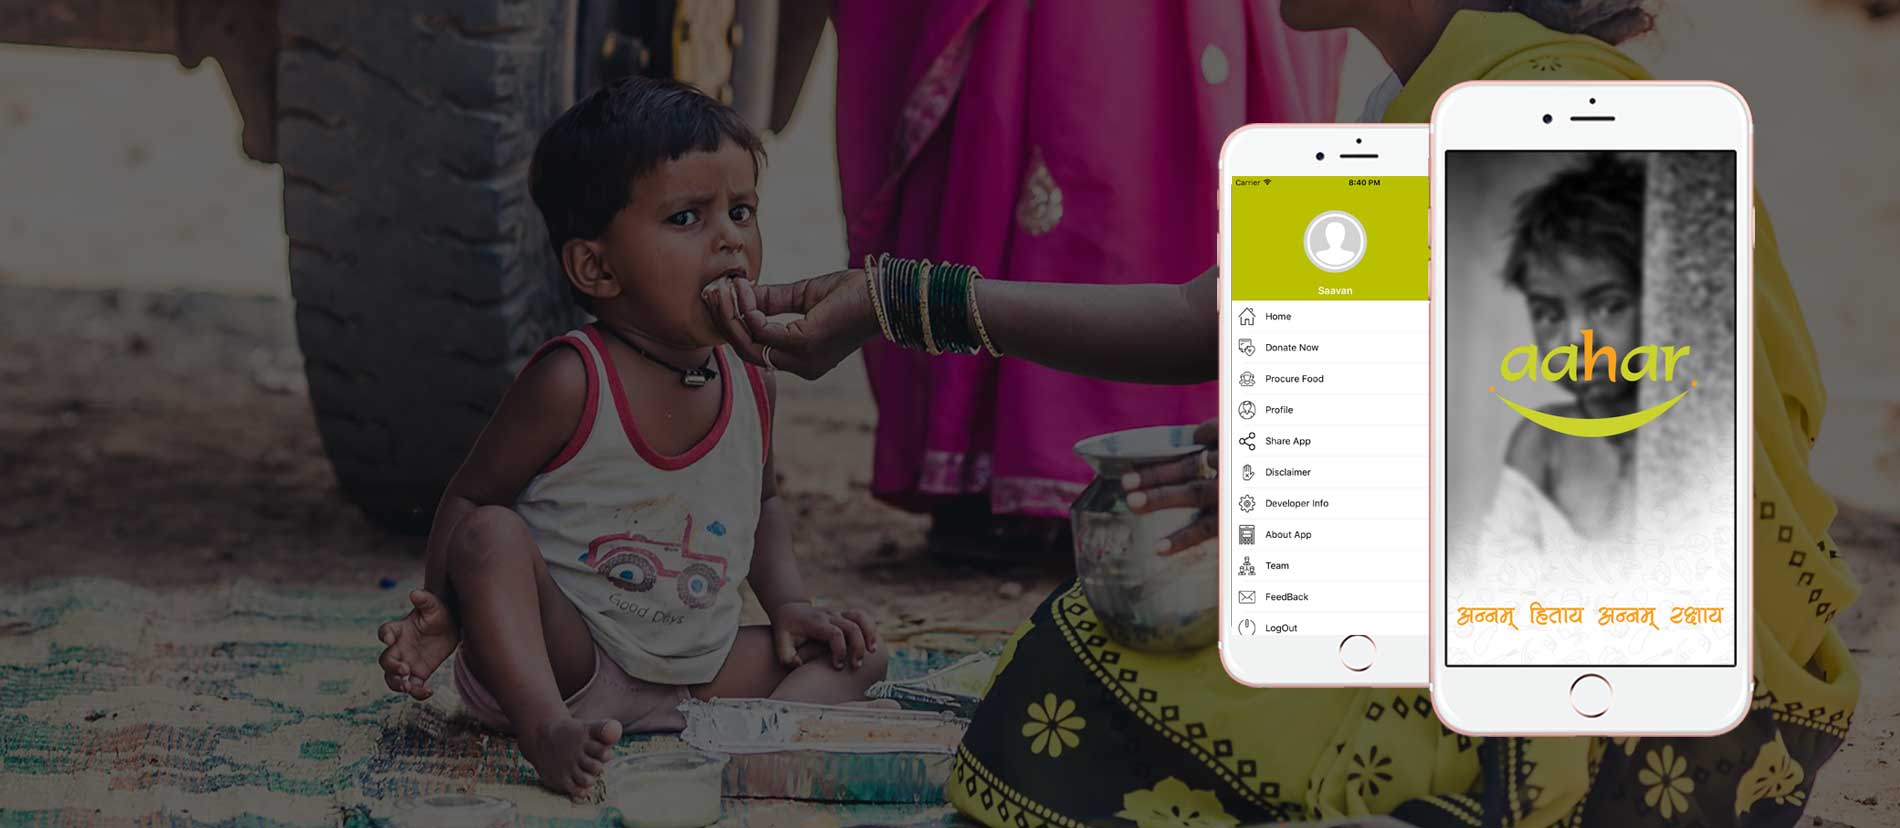 Good Days
Carrier 8:40 PM
Saavan
Home
Donate Now
Procure Food
Profile
Share App
Disclaimer
Developer Info
About App
Team
FeedBack
LogOut
aahar
अन्नम् हिताय अन्नम् रक्षाय